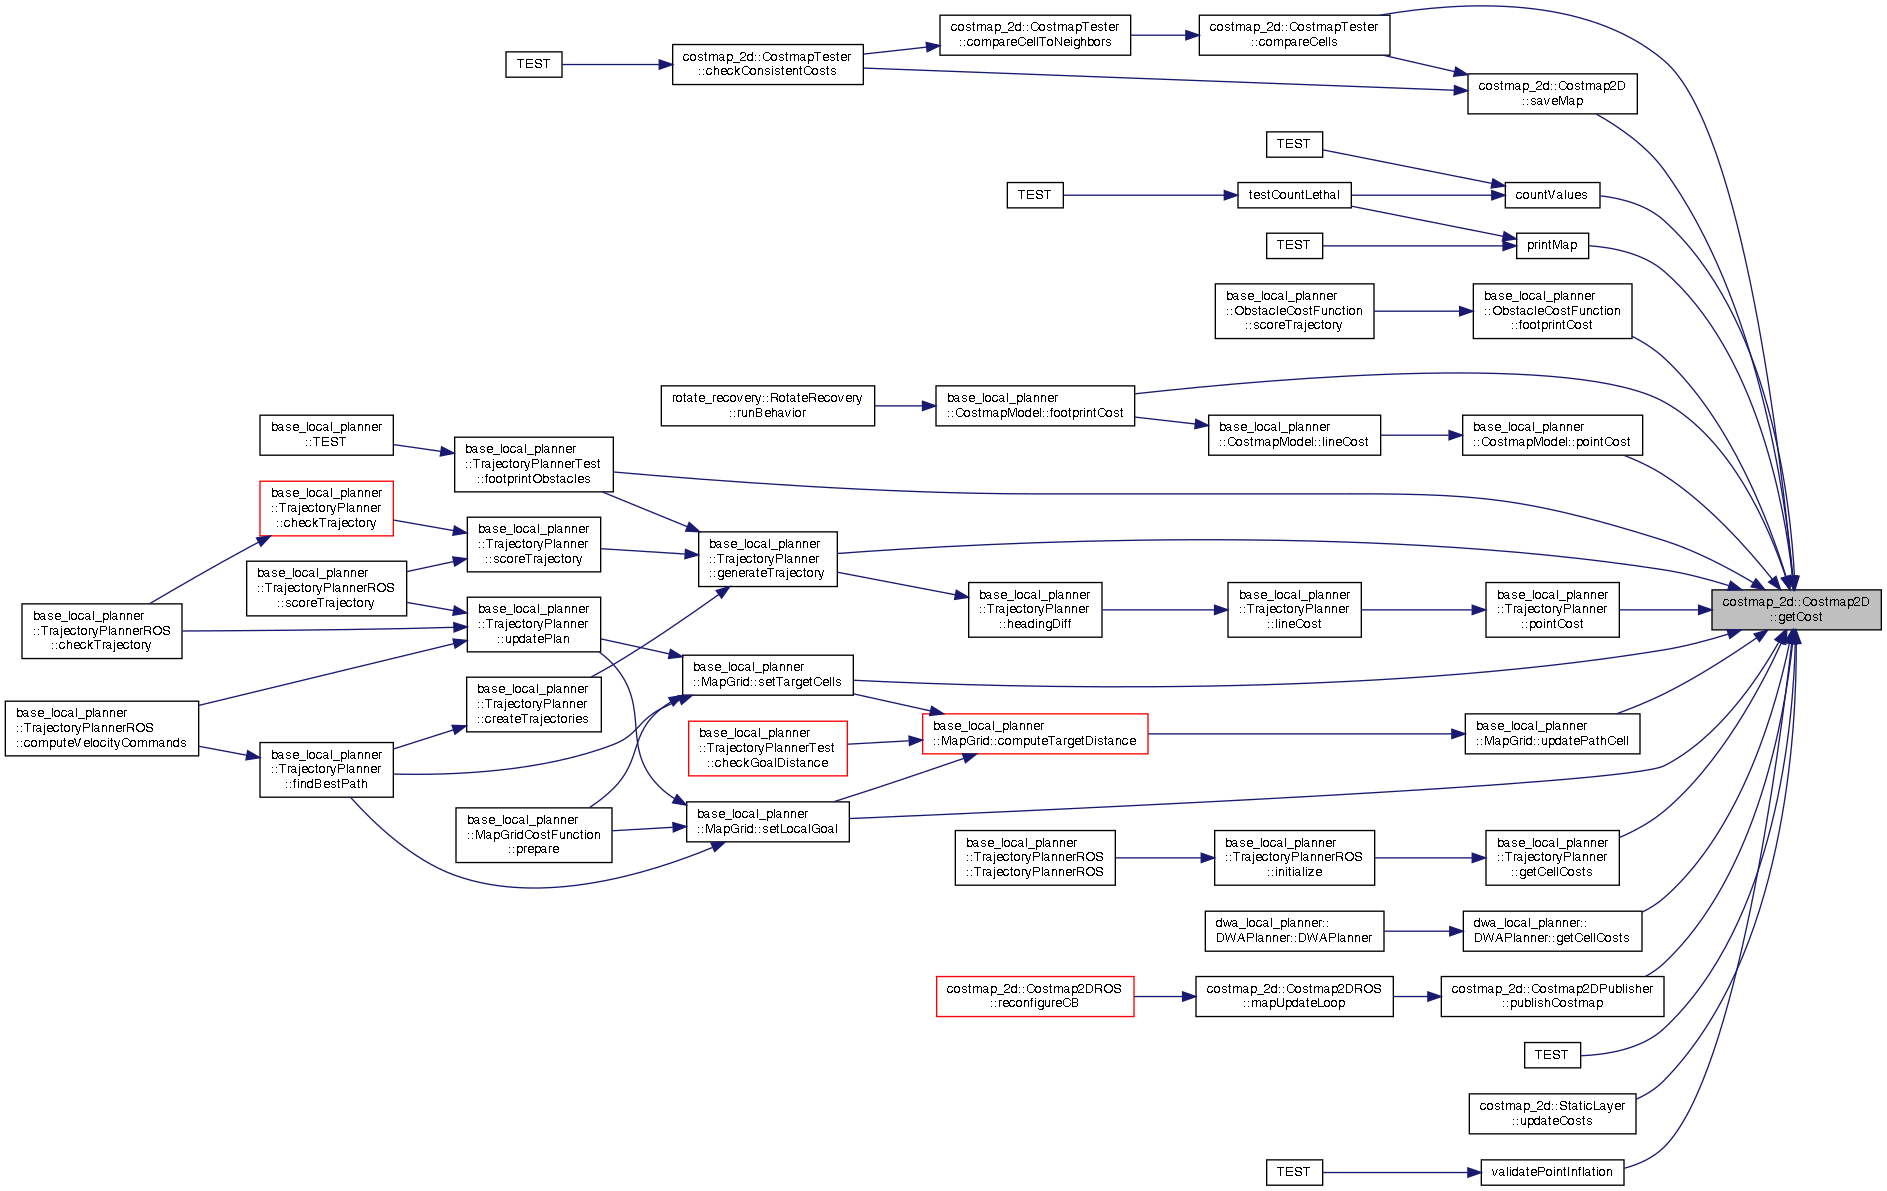 costmap_2d::CostmapTester
::compareCellToNeighbors
costmap_2d::CostmapTester
::compareCells
TEST
costmap_2d::CostmapTester
::checkConsistentCosts
costmap_2d::Costmap2D
::saveMap
TEST
TEST
testCountLethal
countValues
TEST
printMap
base_local_planner
::ObstacleCostFunction
::scoreTrajectory
base_local_planner
::ObstacleCostFunction
::footprintCost
rotate_recovery::RotateRecovery
::runBehavior
base_local_planner
::CostmapModel::footprintCost
base_local_planner
::CostmapModel::lineCost
base_local_planner
::CostmapModel::pointCost
base_local_planner
::TEST
base_local_planner
::TrajectoryPlannerTest
::footprintObstacles
base_local_planner
::TrajectoryPlanner
::checkTrajectory
base_local_planner
::TrajectoryPlanner
::scoreTrajectory
base_local_planner
::TrajectoryPlanner
::generateTrajectory
base_local_planner
::TrajectoryPlannerROS
::scoreTrajectory
base_local_planner
::TrajectoryPlanner
::headingDiff
base_local_planner
::TrajectoryPlanner
::lineCost
base_local_planner
::TrajectoryPlanner
::pointCost
costmap_2d::Costmap2D
::getCost
base_local_planner
::TrajectoryPlannerROS
::checkTrajectory
base_local_planner
::TrajectoryPlanner
::updatePlan
base_local_planner
::MapGrid::setTargetCells
base_local_planner
::TrajectoryPlanner
::createTrajectories
base_local_planner
::TrajectoryPlannerROS
::computeVelocityCommands
base_local_planner
::TrajectoryPlanner
::findBestPath
base_local_planner
::TrajectoryPlannerTest
::checkGoalDistance
base_local_planner
::MapGrid::computeTargetDistance
base_local_planner
::MapGrid::updatePathCell
base_local_planner
::MapGridCostFunction
::prepare
base_local_planner
::MapGrid::setLocalGoal
base_local_planner
::TrajectoryPlannerROS
::TrajectoryPlannerROS
base_local_planner
::TrajectoryPlannerROS
::initialize
base_local_planner
::TrajectoryPlanner
::getCellCosts
dwa_local_planner::
DWAPlanner::DWAPlanner
dwa_local_planner::
DWAPlanner::getCellCosts
costmap_2d::Costmap2DROS
::reconfigureCB
costmap_2d::Costmap2DROS
::mapUpdateLoop
costmap_2d::Costmap2DPublisher
::publishCostmap
TEST
costmap_2d::StaticLayer
::updateCosts
TEST
validatePointInflation